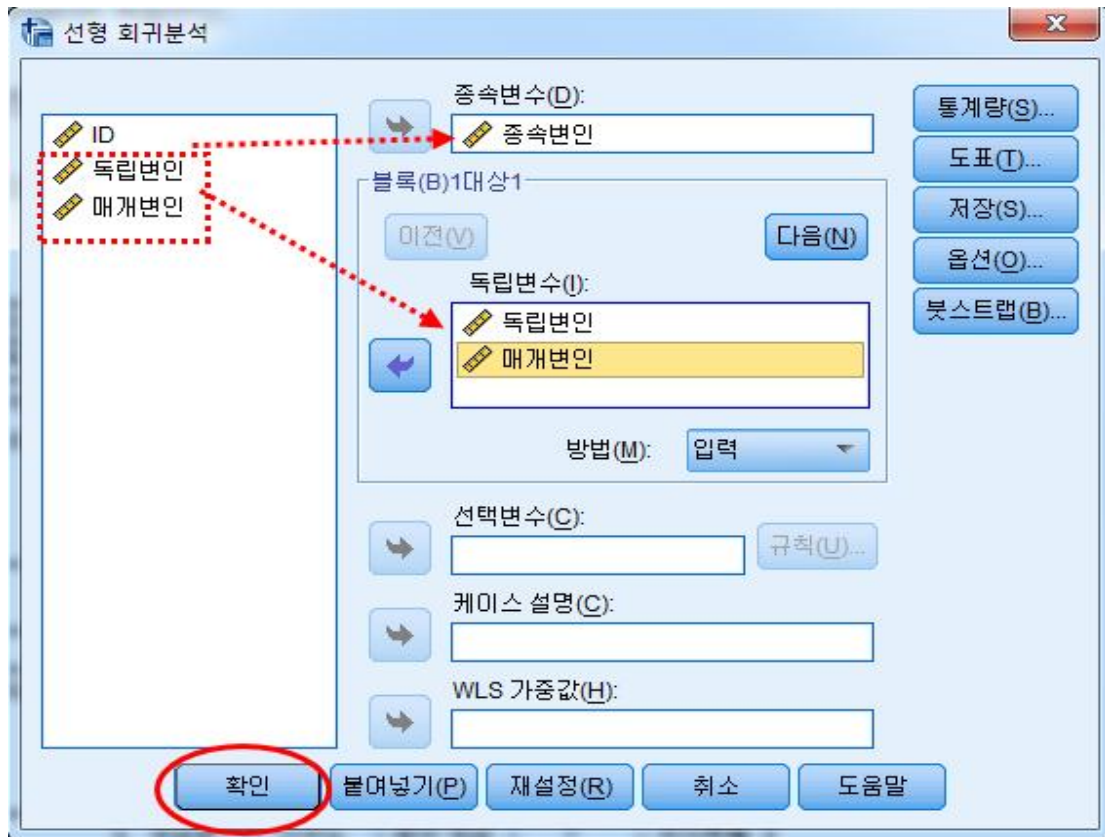 선형 회귀분석
ID
독립변인
매개변인
종속변수(D):
종속변인
블록(B)1대상1
이전(V)
다음(N)
독립변수(I):
독립변인
매개변인
방법(M):
입력
선택변수(C):
규칙(U)...
케이스 설명(C):
WLS 가중값(H):
통계량(S)...
도표(T)...
저장(S)...
옵션(O)...
붓스트랩(B)...
확인
붙여넣기(P)
재설정(R)
취소
도움말